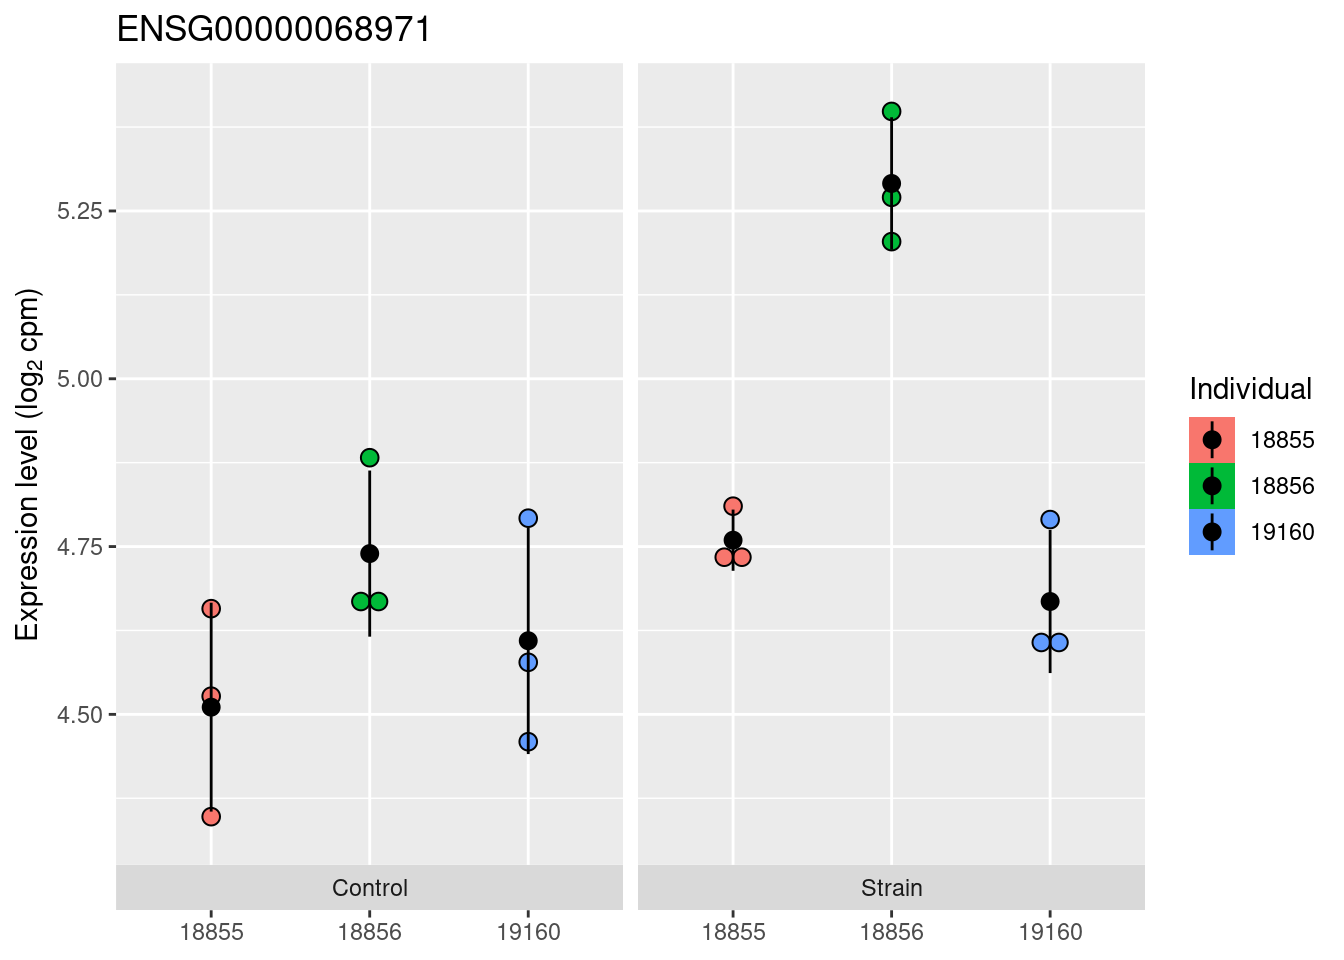 ENSG00000068971
Expression level (log₂ cpm)
5.25
5.00
4.75
4.50
Control
Strain
18855
18856
19160
18855
18856
19160
Individual
18855
18856
19160